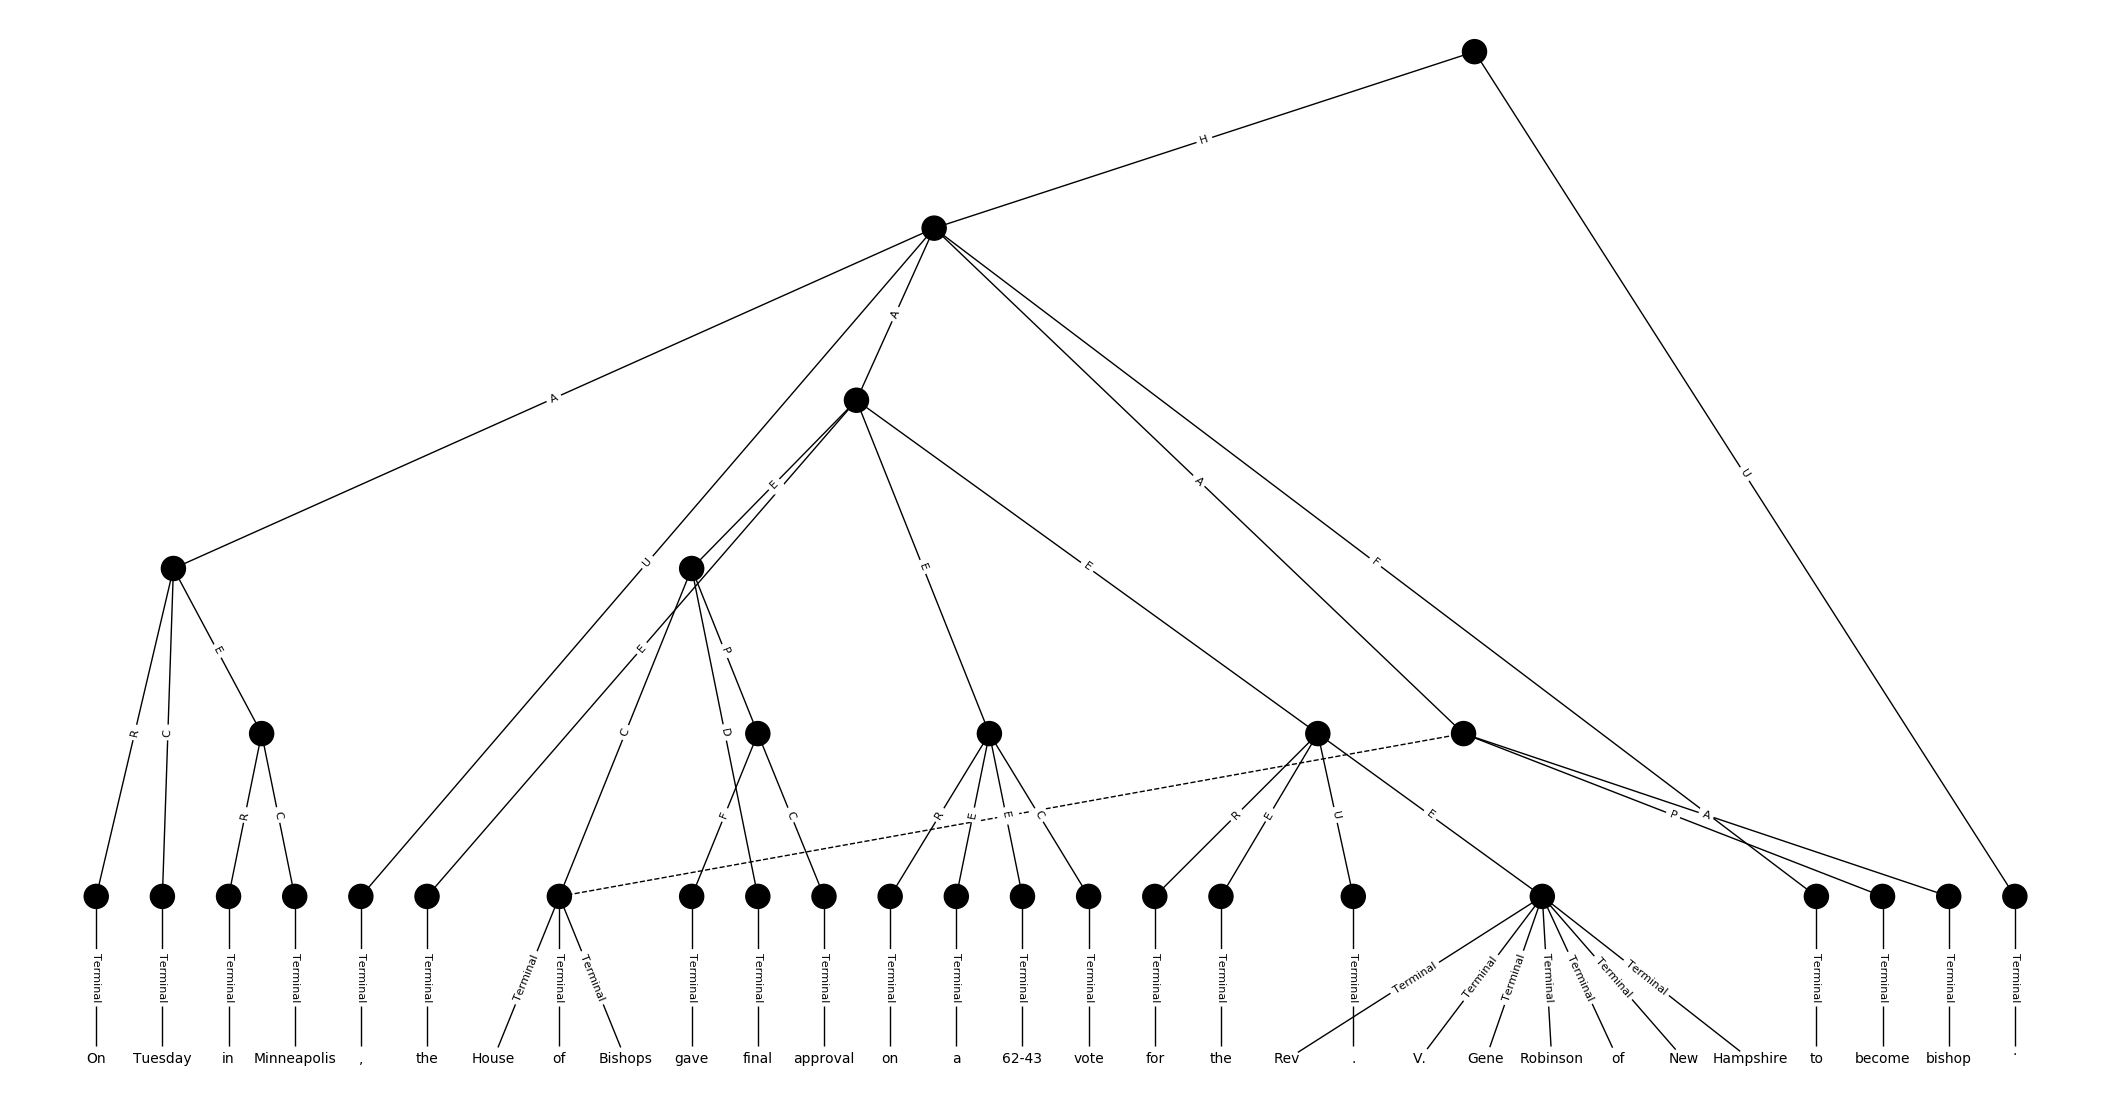 H
A
A
U
E
A
F
U
E
E
E
R
C
E
C
P
D
E
R
C
F
C
R
E
E
C
R
E
U
E
P
A
Terminal Terminal Terminal Terminal Terminal Terminal Terminal Terminal Terminal Terminal Terminal Terminal Terminal Terminal Terminal Terminal Terminal Terminal Terminal Terminal Terminal Terminal Terminal Terminal Terminal Terminal Terminal Terminal Terminal Terminal
On Tuesday in Minneapolis , the House of Bishops gave final approval on a 62-43 vote for the Rev . V. Gene Robinson of New Hampshire to become bishop .